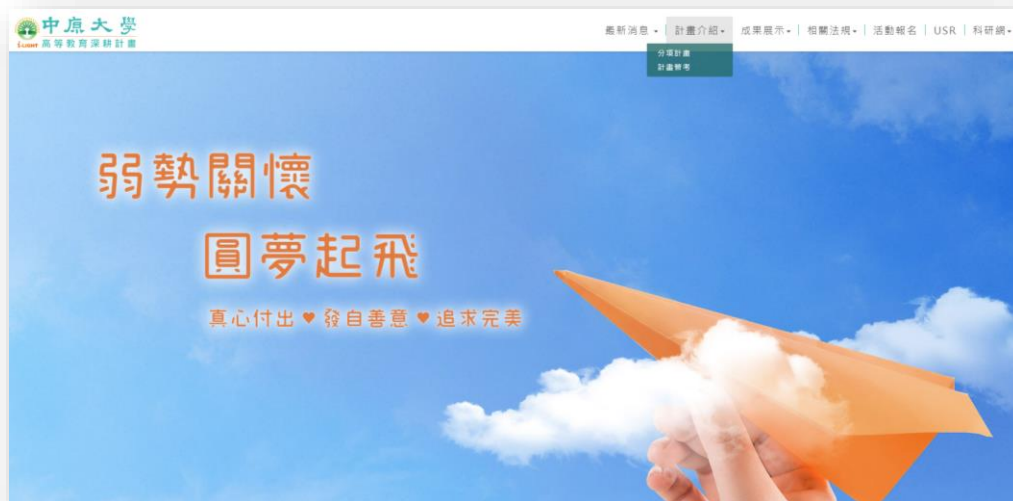 中原大學
LIGHT 高等教育深耕計畫
最新消息 計畫介紹 成果展示 相關法規 活動報名 USR 科研網
分項計畫
計畫管考
弱勢關懷
圓夢起飛
真心付出♥發自善意♥追求完美